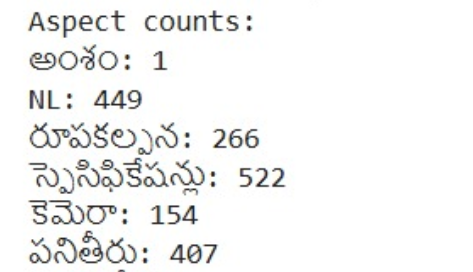 Aspect counts:
అంశం: 1
NL: 449
రూపకల్పన: 266
స్పెసిఫికేషన్లు: 522
కెమెరా: 154
పనితీరు: 407